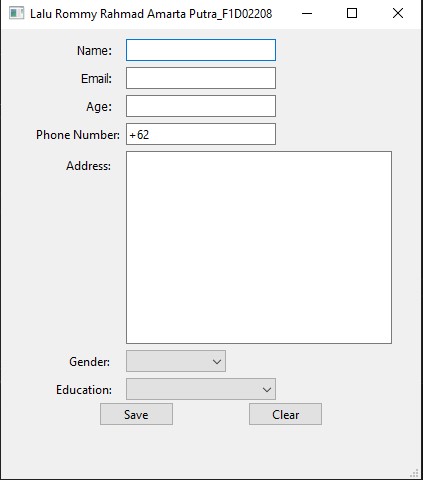 Lalu Rommy Rahmad Amarta Putra_F1D02208
Name:
Email:
Age:
Phone Number: +62
Address:
Gender:
Education:
Save Clear